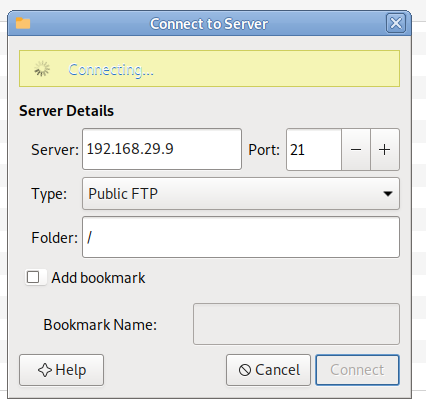 Connect to Server
Connecting...
Server Details
Server: 192.168.29.9 Port: 21
Type: Public FTP
Folder: /
Add bookmark
Bookmark Name:
Help Cancel Connect